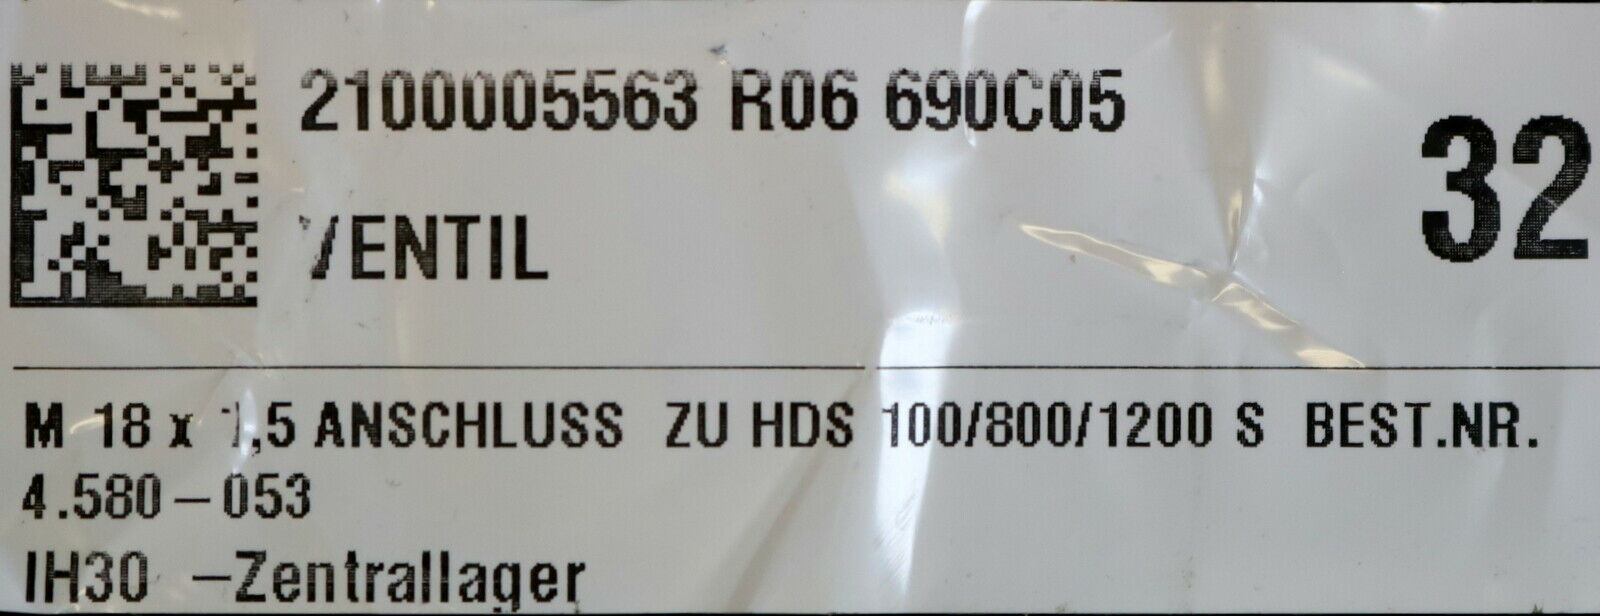 2100005563 R06 690C05
32
VENTIL
M 18 x 1,5 ANSCHLUSS ZU HDS 100/800/1200 S BEST.NR.
4.580-053
IH30 -Zentrallager